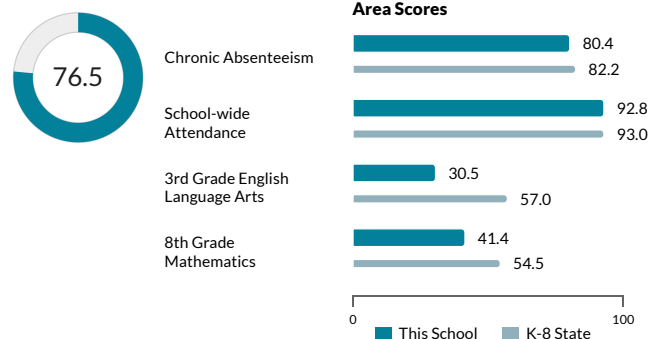 Area Scores
76.5
Chronic Absenteeism
80.4
82.2
School-wide
Attendance
92.8
93.0
3rd Grade English
Language Arts
30.5
57.0
8th Grade
Mathematics
41.4
54.5
0
100
This School
K-8 State